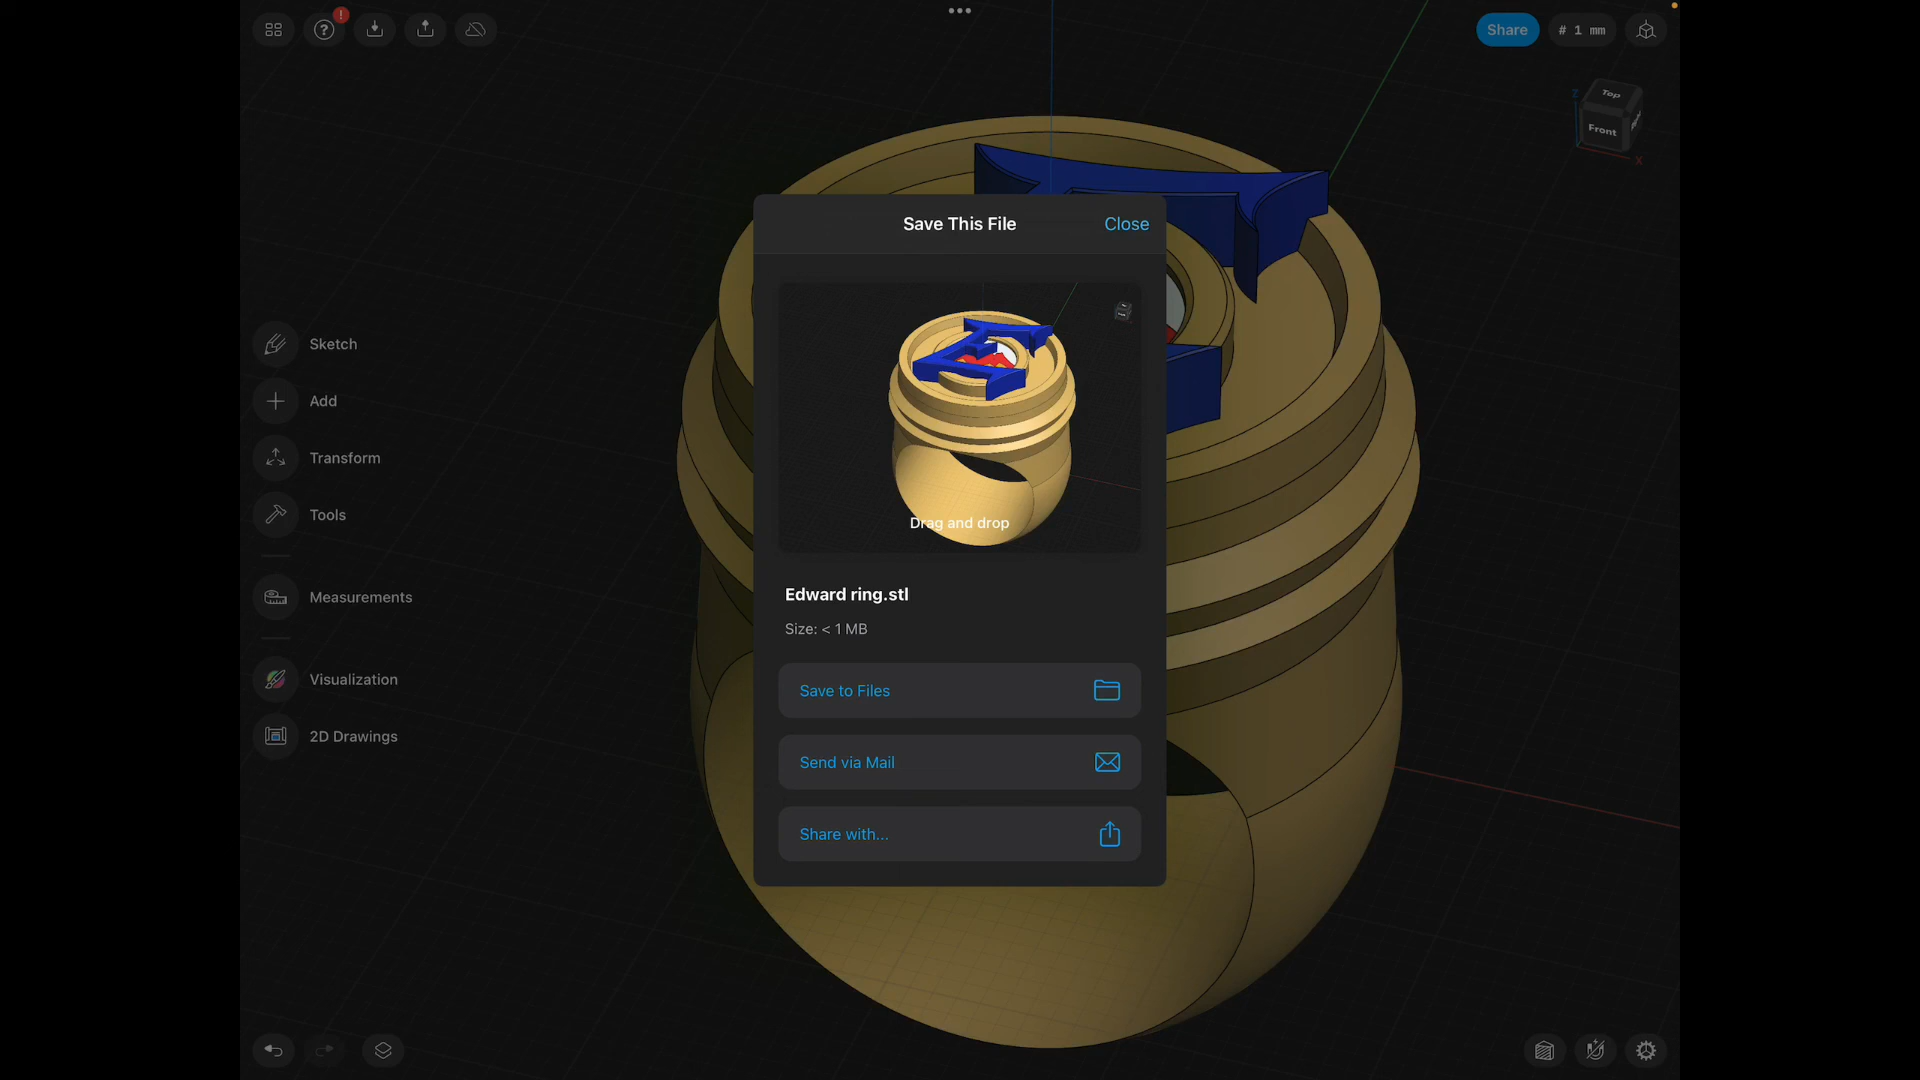 Share
# 1 mm
Top
Front
Right
Z
X
Save This File
Close
Drag and drop
Edward ring.stl
Size: < 1 MB
Save to Files
Send via Mail
Share with...
Sketch
Add
Transform
Tools
Measurements
Visualization
2D Drawings